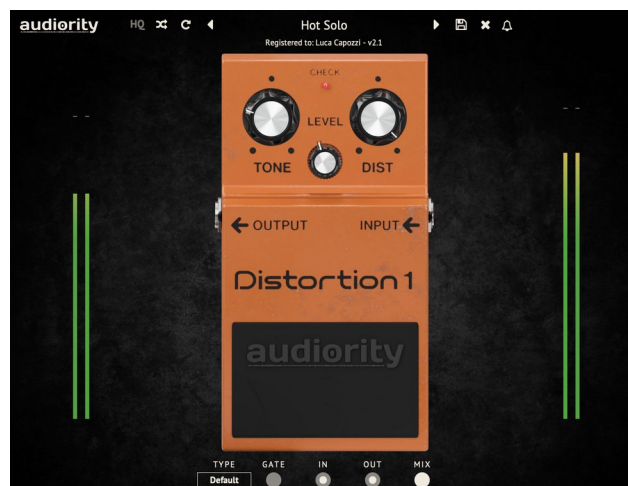 audiority
HQ
Hot Solo
Registered to: Luca Capozzi - v2.1
CHECK
LEVEL
TONE
DIST
OUTPUT
INPUT
Distortion 1
audiority
TYPE
GATE
IN
OUT
MIX
Default